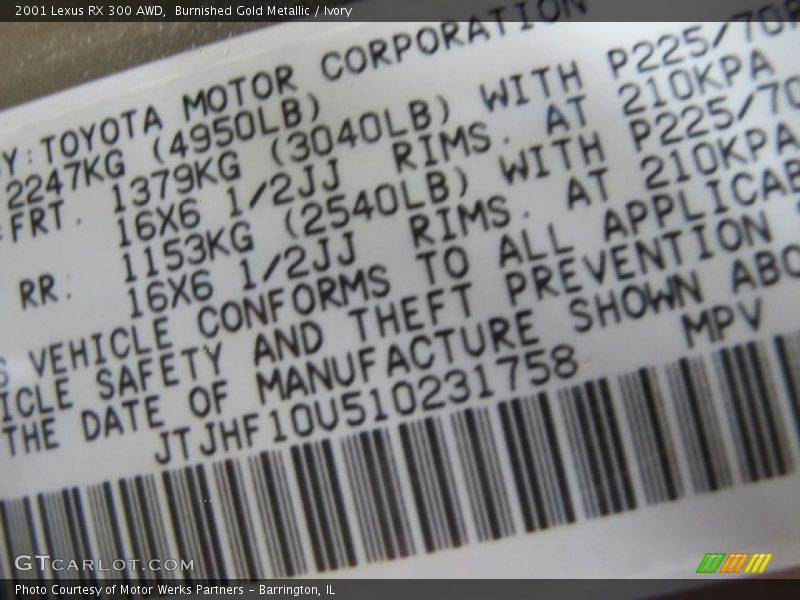 2001 Lexus RX 300 AWD, Burnished Gold Metallic / Ivory
Y: TOYOTA MOTOR CORPORATION
2247KG (4950LB)
FRT. 1379KG (3040LB) WITH P225/70R
16X6 1/2JJ RIMS. AT 210KPA
RR. 1153KG (2540LB) WITH P225/70
16X6 1/2JJ RIMS. AT 210KPA
S VEHICLE CONFORMS TO ALL APPLICAB
ICLE SAFETY AND THEFT PREVENTION
THE DATE OF MANUFACTURE SHOWN ABO
JTJHF10U510231758 MPV
GTCARLOT.COM
Photo Courtesy of Motor Werks Partners - Barrington, IL